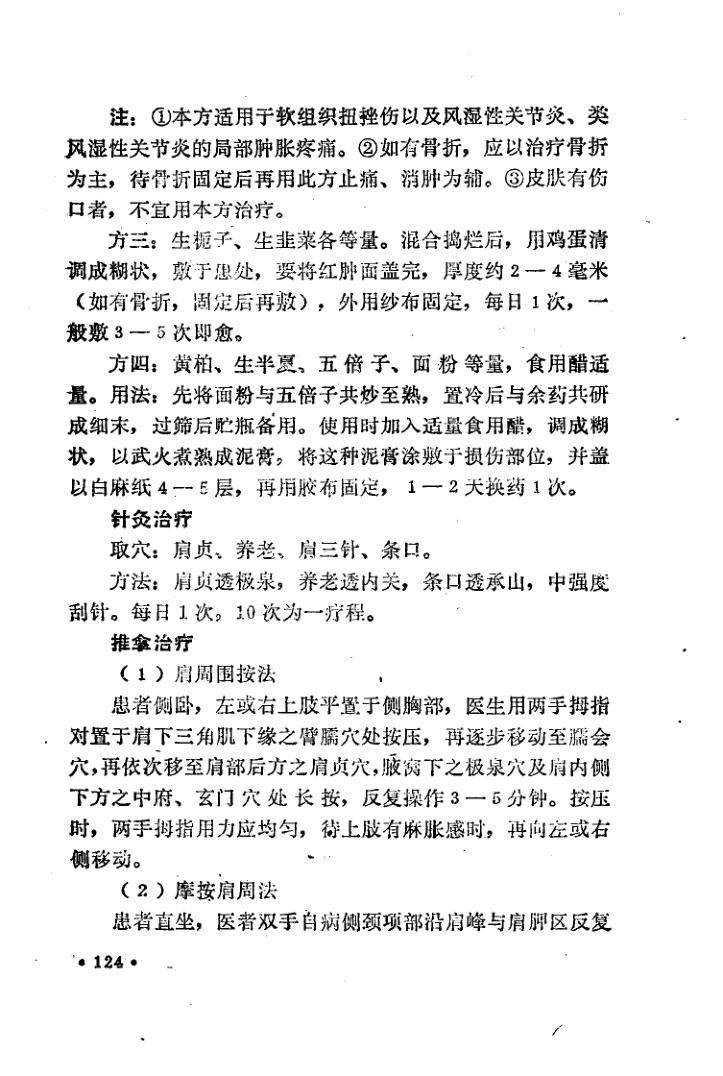 注：①本方适用于软组织扭挫伤以及风湿性关节炎、类
风湿性关节炎的局部肿胀疼痛。②如有骨折，应以治疗骨折
为主，待骨折固定后再用此方止痛、消肿为辅。③皮肤有伤
口者，不宜用本方治疗。
方三：生栀子、生韭菜各等量。混合捣烂后，用鸡蛋清
调成糊状，敷于患处，要将红肿面盖完，厚度约2—4毫米
（如有骨折，固定后再敷），外用纱布固定，每日1次，一
般敷3—5次即愈。
方四：黄柏、生半夏、五倍子、面粉等量，食用醋适
量。用法：先将面粉与五倍子共炒至熟，置冷后与余药共研
成细末，过筛后贮瓶备用。使用时加入适量食用醋，调成糊
状，以武火煮熟成泥膏。将这种泥膏涂敷于损伤部位，并盖
以白麻纸4—5层，再用胶布固定，1—2天换药1次。
针灸治疗
取穴：肩贞、养老、肩三针、条口。
方法：肩贞透极泉，养老透内关，条口透承山，中强度
刮针。每日1次。10次为一疗程。
推拿治疗
（1）肩周围按法
患者侧卧，左或右上肢平置于侧胸部，医生用两手拇指
对置于肩下三角肌下缘之臂臑穴处按压，再逐步移动至臑会
穴，再依次移至肩部后方之肩贞穴，腋窝下之极泉穴及肩内侧
下方之中府、玄门穴处长按，反复操作3—5分钟。按压
时，两手拇指用力应均匀，待上肢有麻胀感时，再向左或右
侧移动。
（2）摩按肩周法
患者直坐，医者双手自病侧颈项部沿肩峰与肩胛区反复
•124•